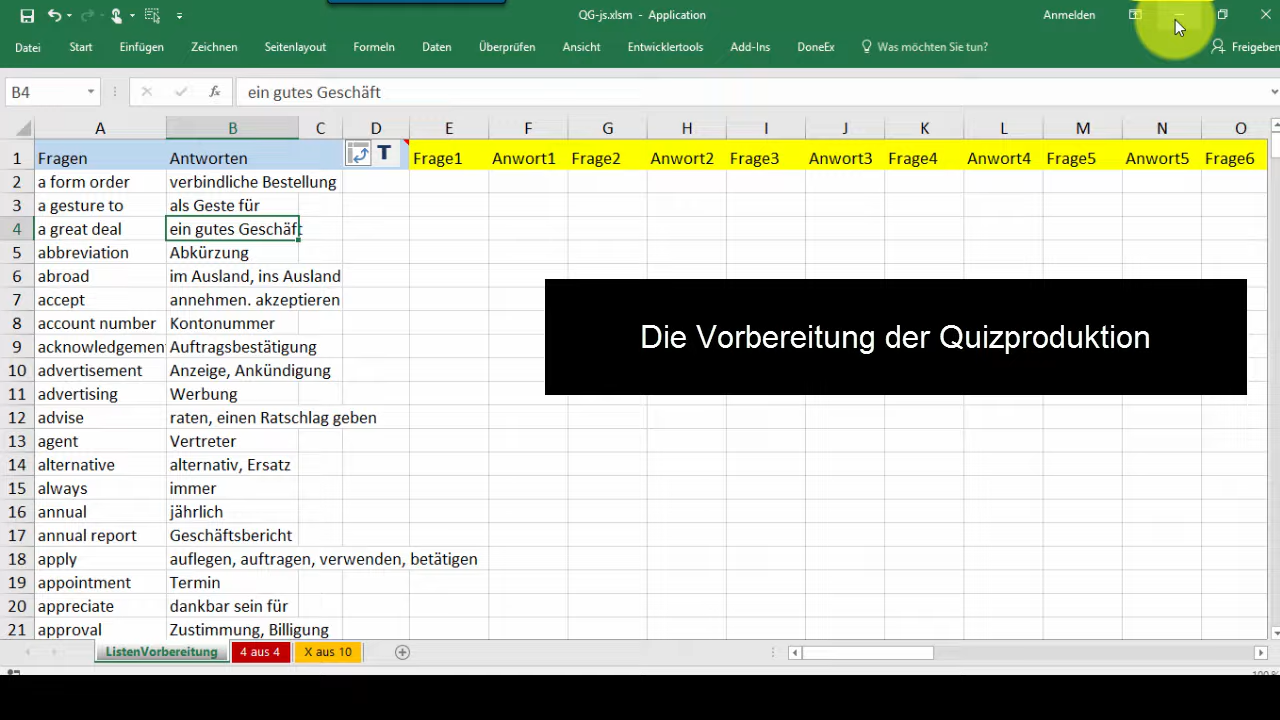 QG-js.xlsm - Application
Anmelden
Datei Start Einfügen Zeichnen Seitenlayout Formeln Daten Überprüfen Ansicht Entwicklertools Add-Ins DoneEx Was möchten Sie tun? Freigeben
B4 fx ein gutes Geschäft
A B C D E F G H I J K L M N O
1 Fragen Antworten T Frage1 Anwort1 Frage2 Anwort2 Frage3 Anwort3 Frage4 Anwort4 Frage5 Anwort5 Frage6
2 a form order verbindliche Bestellung
3 a gesture to als Geste für
4 a great deal ein gutes Geschäft
5 abbreviation Abkürzung
6 abroad im Ausland, ins Ausland
7 accept annehmen. akzeptieren
8 account number Kontonummer
9 acknowledgemen Auftragsbestätigung
10 advertisement Anzeige, Ankündigung
11 advertising Werbung
12 advise raten, einen Ratschlag geben
13 agent Vertreter
14 alternative alternativ, Ersatz
15 always immer
16 annual jährlich
17 annual report Geschäftsbericht
18 apply auflegen, auftragen, verwenden, betätigen
19 appointment Termin
20 appreciate dankbar sein für
21 approval Zustimmung, Billigung
Die Vorbereitung der Quizproduktion
ListenVorbereitung 4 aus 4 X aus 10